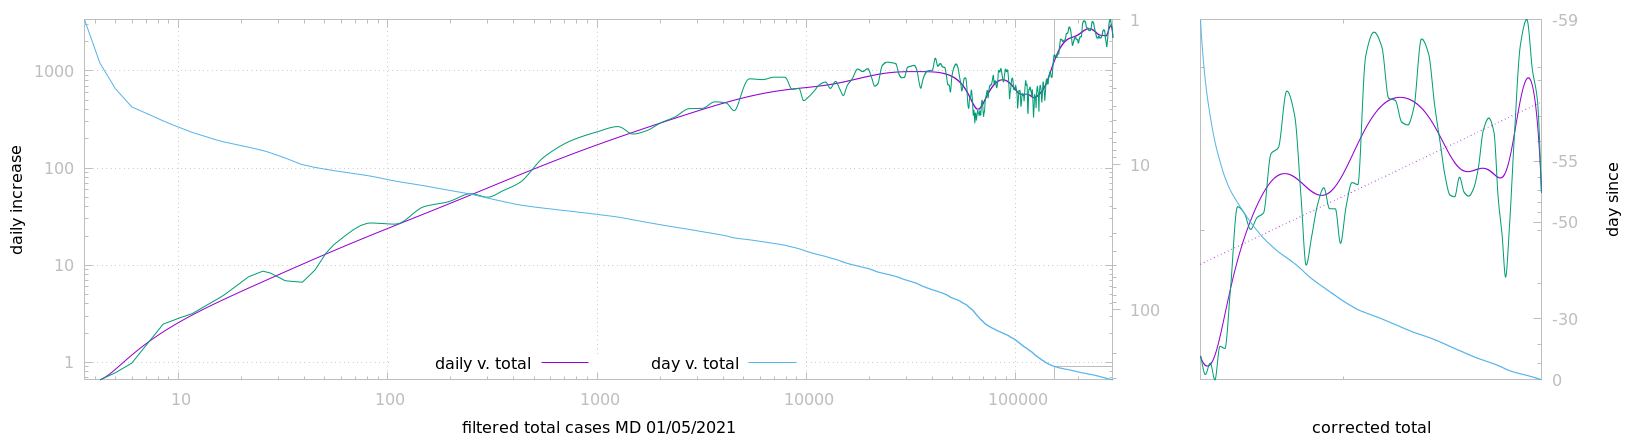 1000
100
10
1
daily increase
10
100
1000
10000
100000
filtered total cases MD 01/05/2021
daily v. total
day v. total
1
10
100
-59
-55
-50
-30
0
day since
corrected total